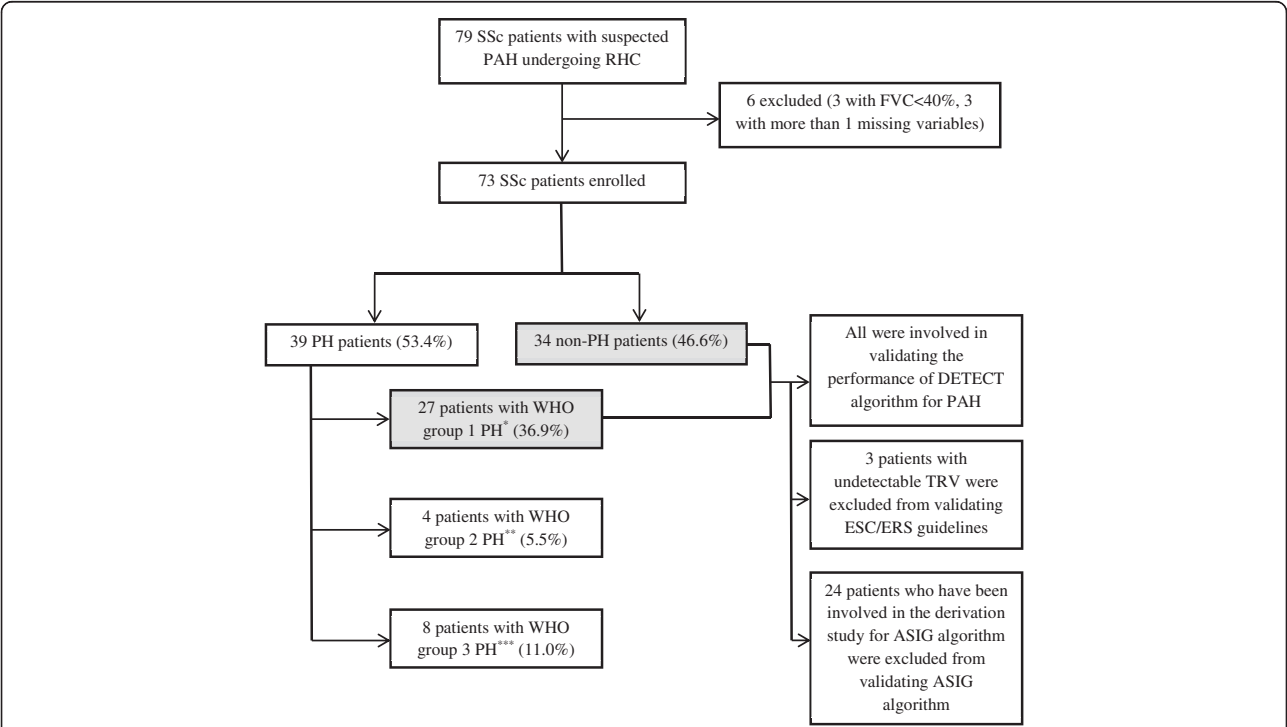 79 SSc patients with suspected
PAH undergoing RHC
6 excluded (3 with FVC<40%, 3
with more than 1 missing variables)
73 SSc patients enrolled
39 PH patients (53.4%)
34 non-PH patients (46.6%)
27 patients with WHO
group 1 PH* (36.9%)
4 patients with WHO
group 2 PH** (5.5%)
8 patients with WHO
group 3 PH*** (11.0%)
All were involved in
validating the
performance of DETECT
algorithm for PAH
3 patients with
undetectable TRV were
excluded from validating
ESC/ERS guidelines
24 patients who have been
involved in the derivation
study for ASIG algorithm
were excluded from
validating ASIG
algorithm